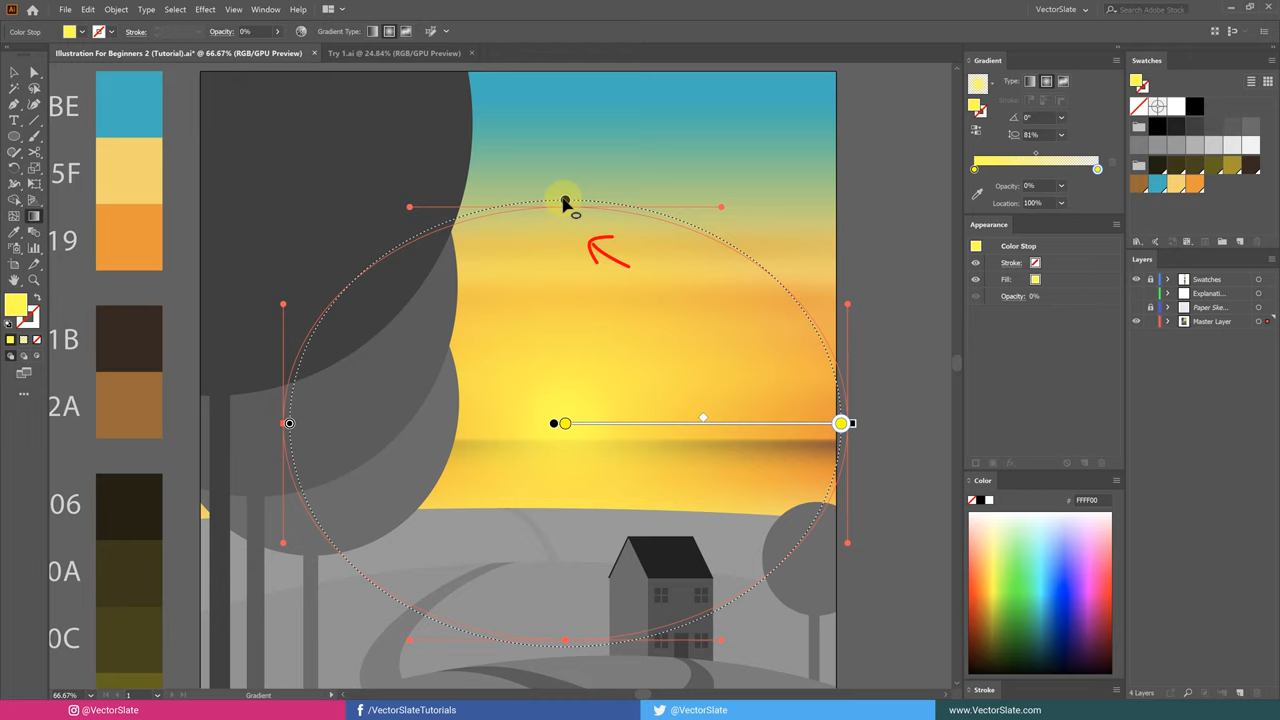 Ai
File Edit Object Type Select Effect View Window Help
VectorSlate
Search Adobe Stock
Color Stop
Stroke:
Opacity: 0%
Gradient Type:
Illustration For Beginners 2 (Tutorial).ai* @ 66.67% (RGB/GPU Preview) ×
Try 1.ai @ 24.84% (RGB/GPU Preview) ×
BE
5F
19
1B
2A
06
0A
0C
Gradient
Type:
Stroke:
0°
81%
Opacity: 0%
Location: 100%
Appearance
Color Stop
Stroke:
Fill:
Opacity: 0%
Color
# FFFF00
Stroke
Swatches
Layers
Swatches
Explanati...
Paper Ske...
Master Layer
4 Layers
66.67%
1
Gradient
@VectorSlate
/VectorSlateTutorials
@VectorSlate
www.VectorSlate.com